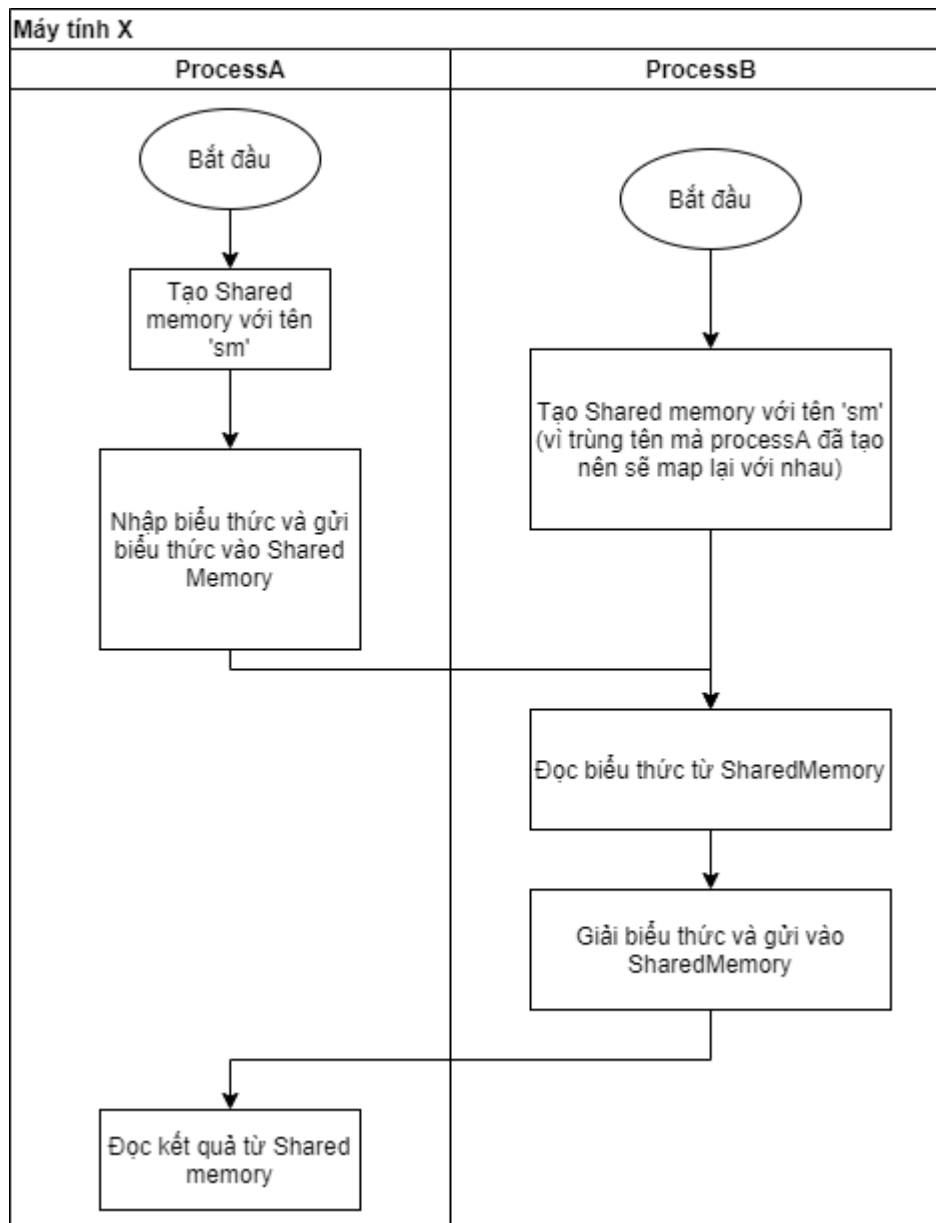 Máy tính X
ProcessA
ProcessB
Bắt đầu
Bắt đầu
Tạo Shared
memory với tên
'sm'
Tạo Shared memory với tên 'sm'
(vì trùng tên mà processA đã tạo
nên sẽ map lại với nhau)
Nhập biểu thức và gửi
biểu thức vào Shared
Memory
Đọc biểu thức từ SharedMemory
Giải biểu thức và gửi vào
SharedMemory
Đọc kết quả từ Shared
memory